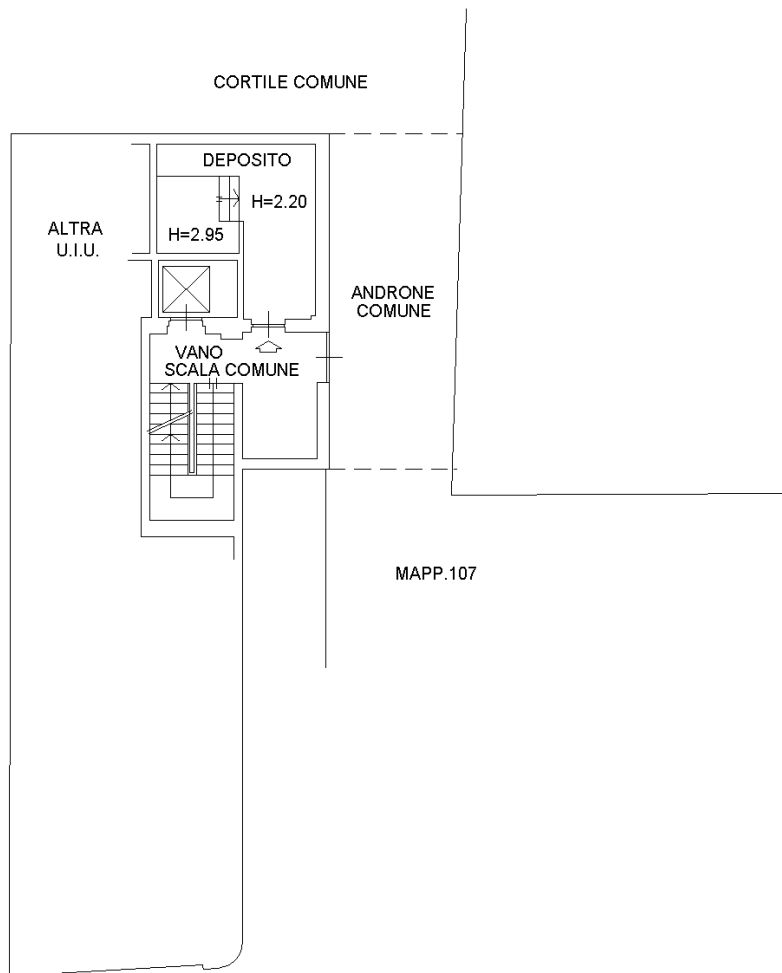 CORTILE COMUNE
DEPOSITO
H=2.20
H=2.95
ALTRA
U.I.U.
ANDRONE
COMUNE
VANO
SCALA COMUNE
MAPP.107